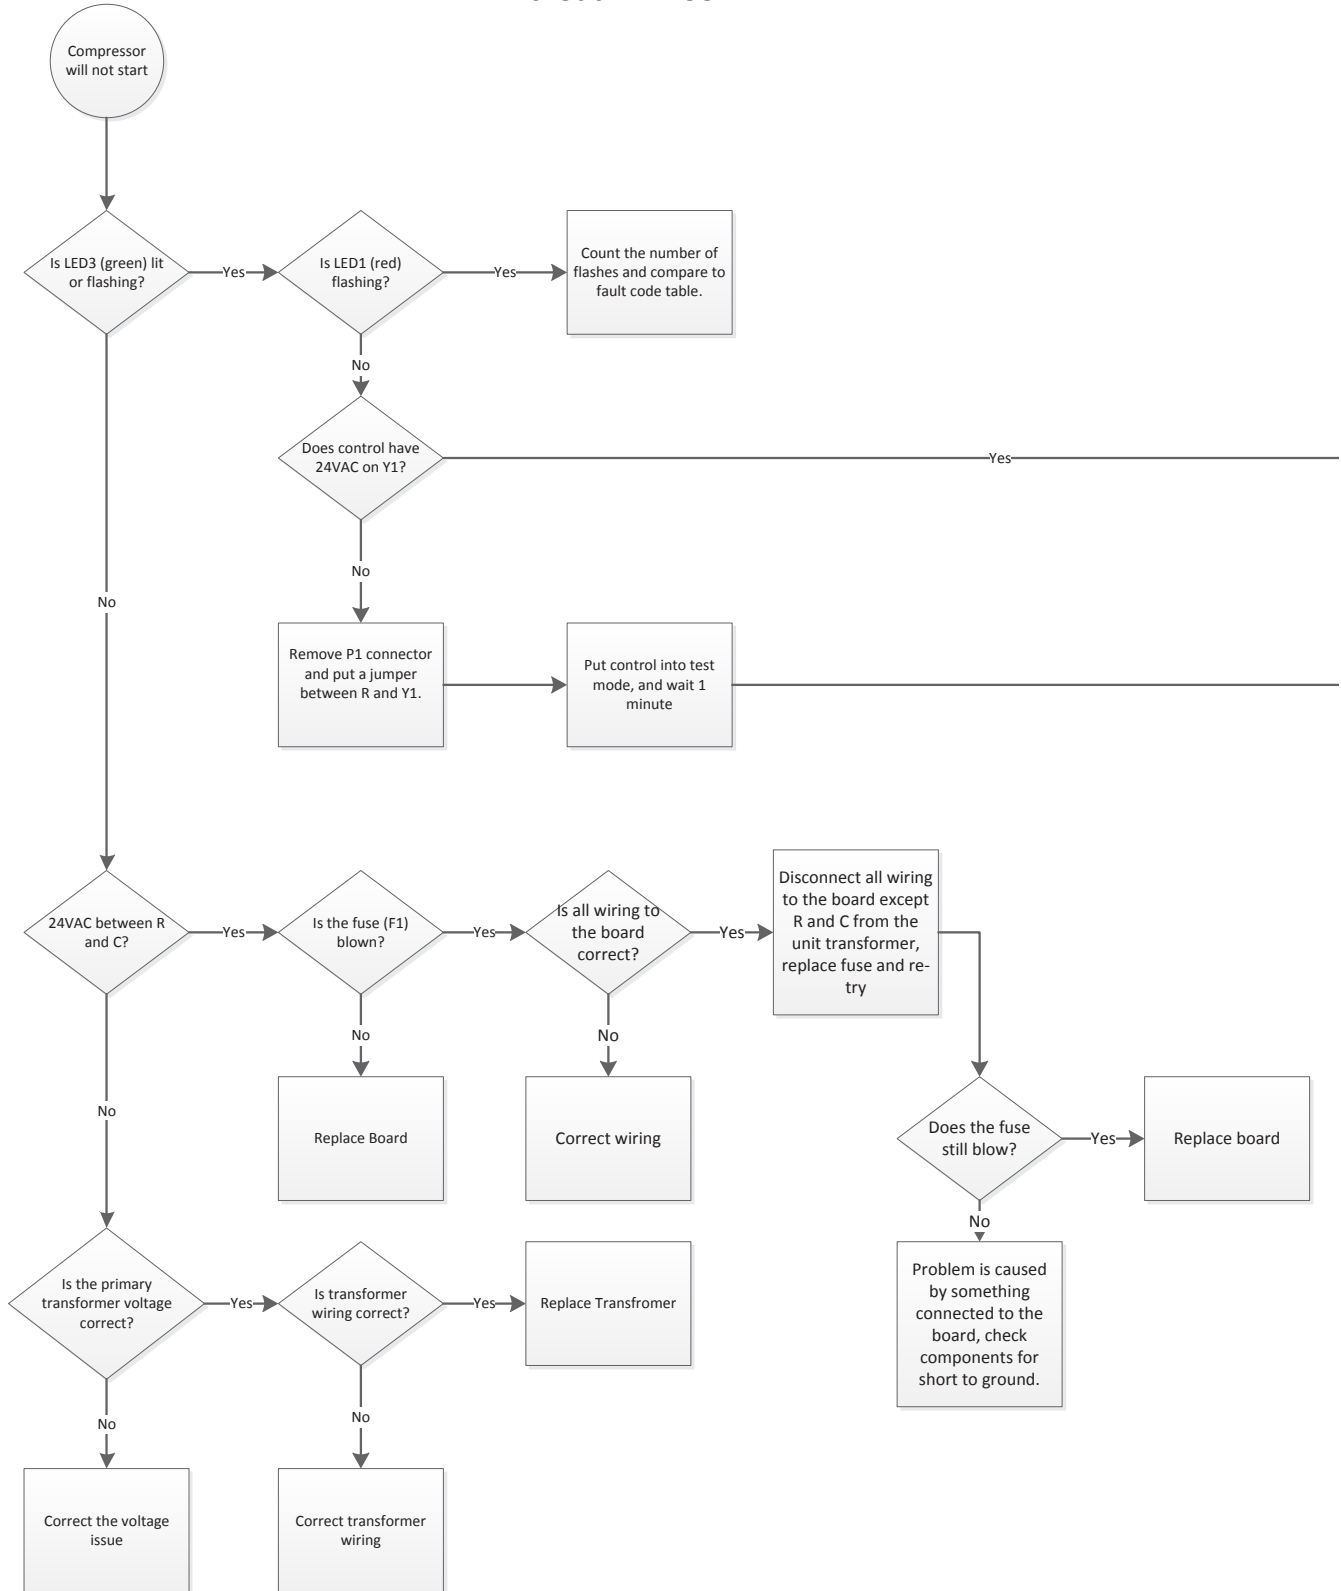 Compressor
will not start
Is LED3 (green) lit
or flashing?
Yes
Is LED1 (red)
flashing?
Yes
Count the number of
flashes and compare to
fault code table.
No
Does control have
24VAC on Y1?
Yes
No
No
Remove P1 connector
and put a jumper
between R and Y1.
Put control into test
mode, and wait 1
minute
24VAC between R
and C?
Yes
Is the fuse (F1)
blown?
Yes
Is all wiring to
the board
correct?
Yes
Disconnect all wiring
to the board except
R and C from the
unit transformer,
replace fuse and re-
try
No
No
No
Replace Board
Correct wiring
Does the fuse
still blow?
Yes
Replace board
No
Is the primary
transformer voltage
correct?
Yes
Is transformer
wiring correct?
Yes
Replace Transfromer
Problem is caused
by something
connected to the
board, check
components for
short to ground.
No
No
Correct the voltage
issue
Correct transformer
wiring